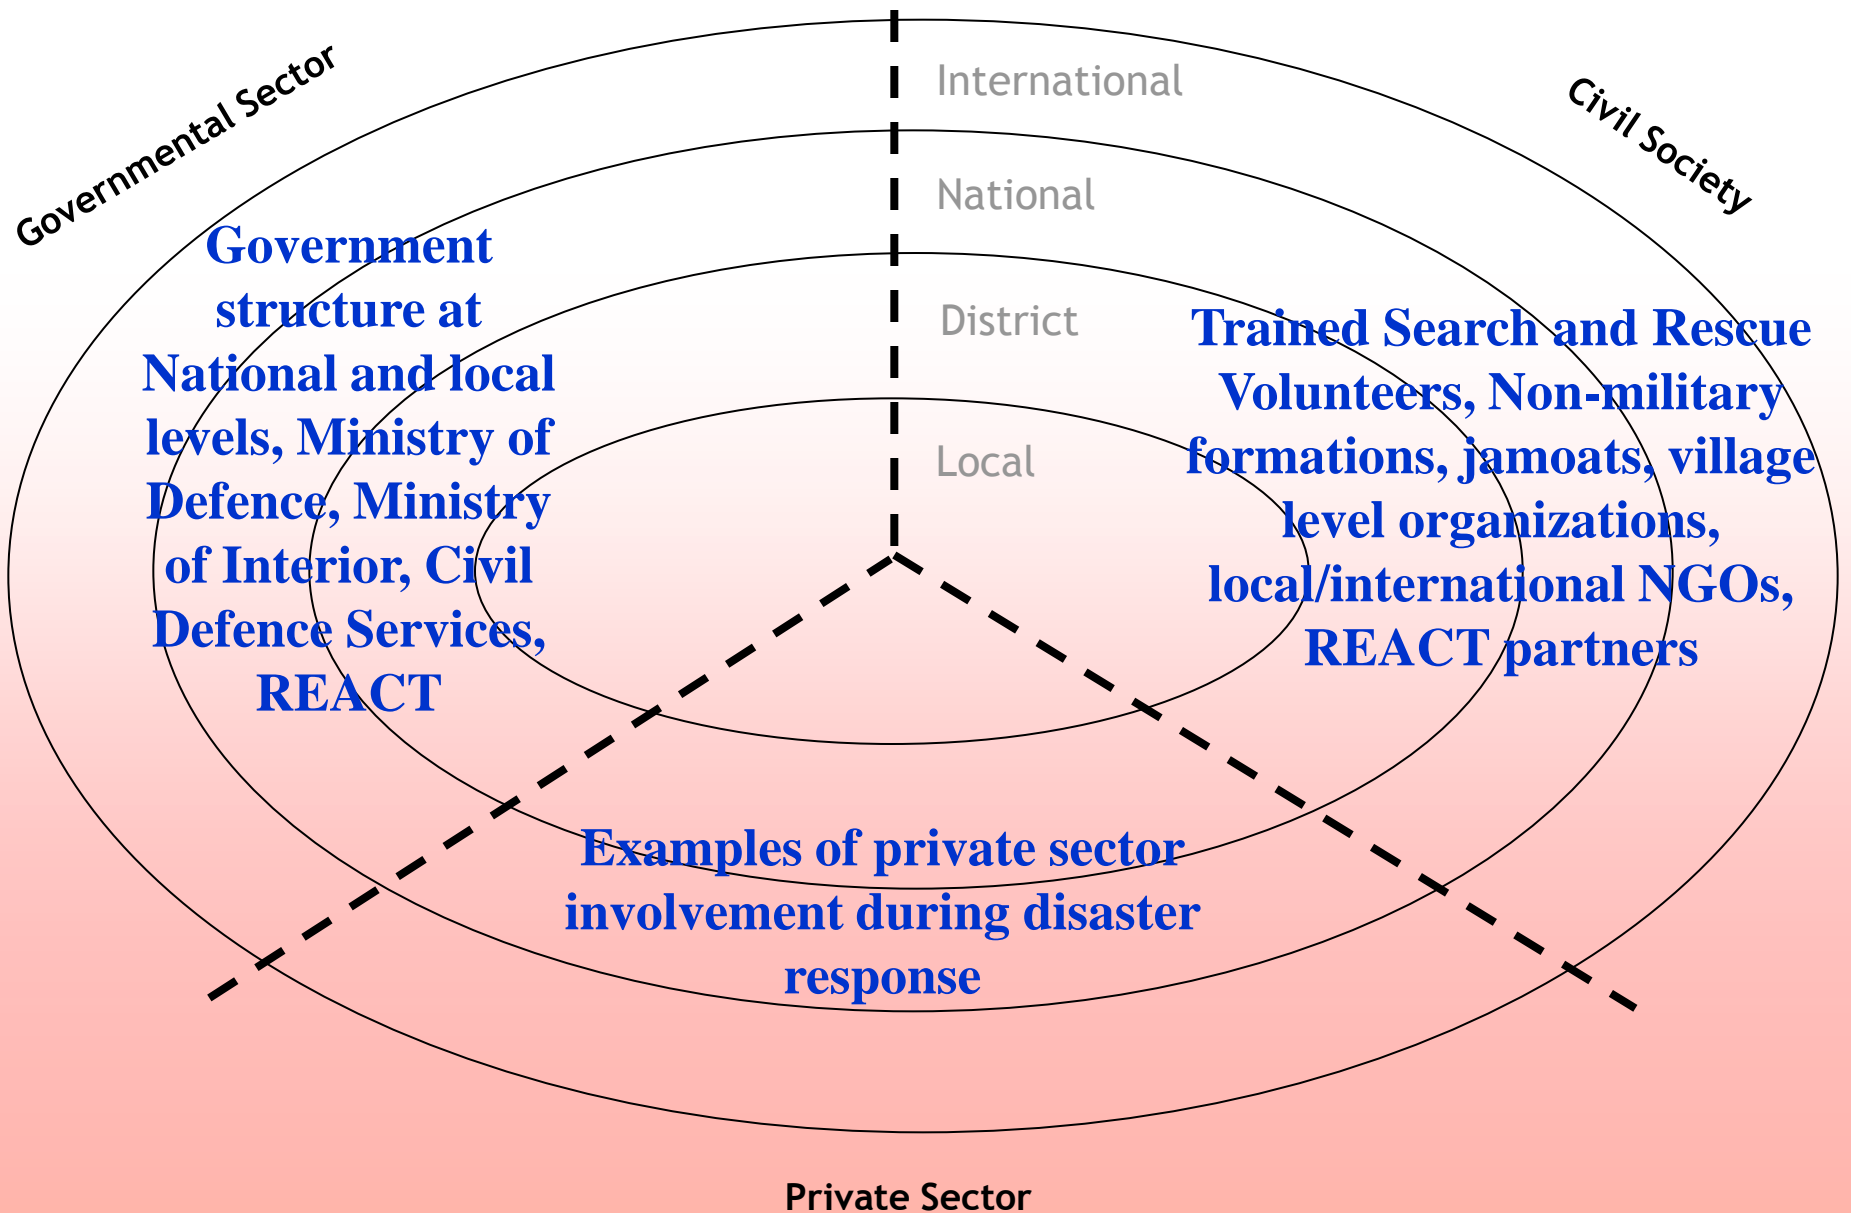 Governmental Sector
Civil Society
International
National
District
Local
Government
structure at
National and local
levels, Ministry of
Defence, Ministry
of Interior, Civil
Defence Services,
REACT
Trained Search and Rescue
Volunteers, Non-military
formations, jamoats, village
level organizations,
local/international NGOs,
REACT partners
Examples of private sector
involvement during disaster
response
Private Sector